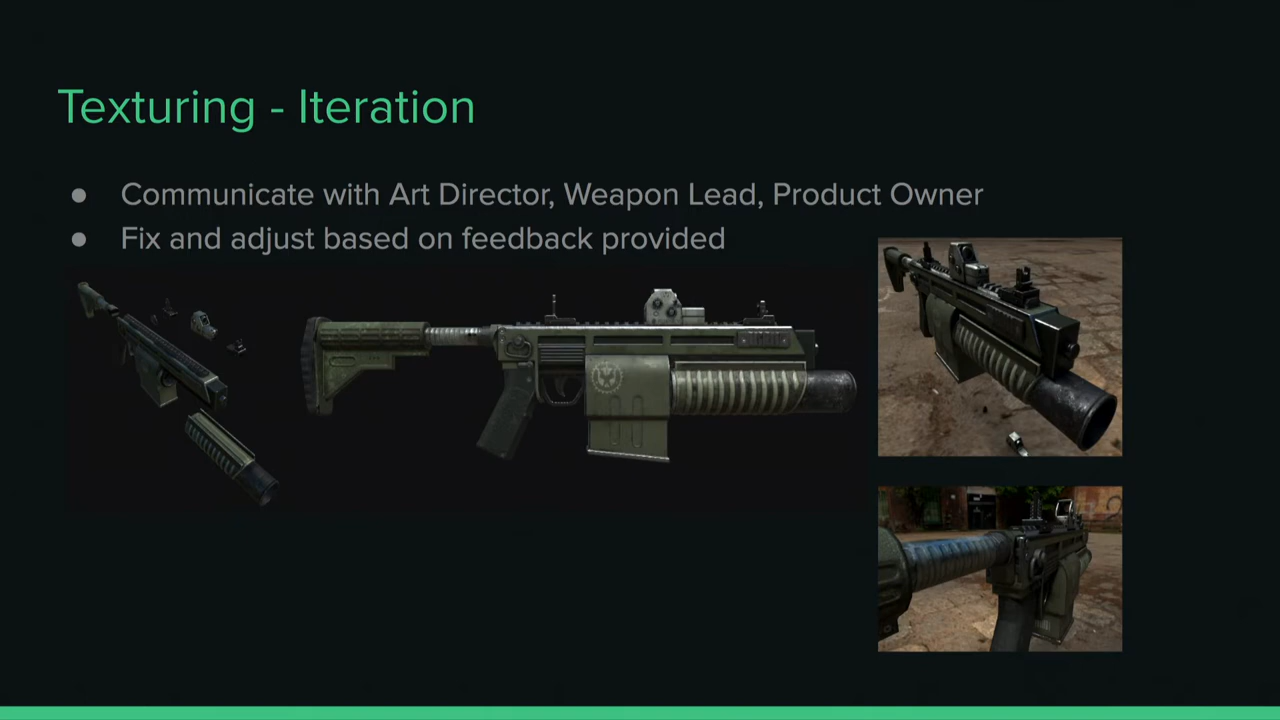 Texturing - Iteration
● Communicate with Art Director, Weapon Lead, Product Owner
● Fix and adjust based on feedback provided